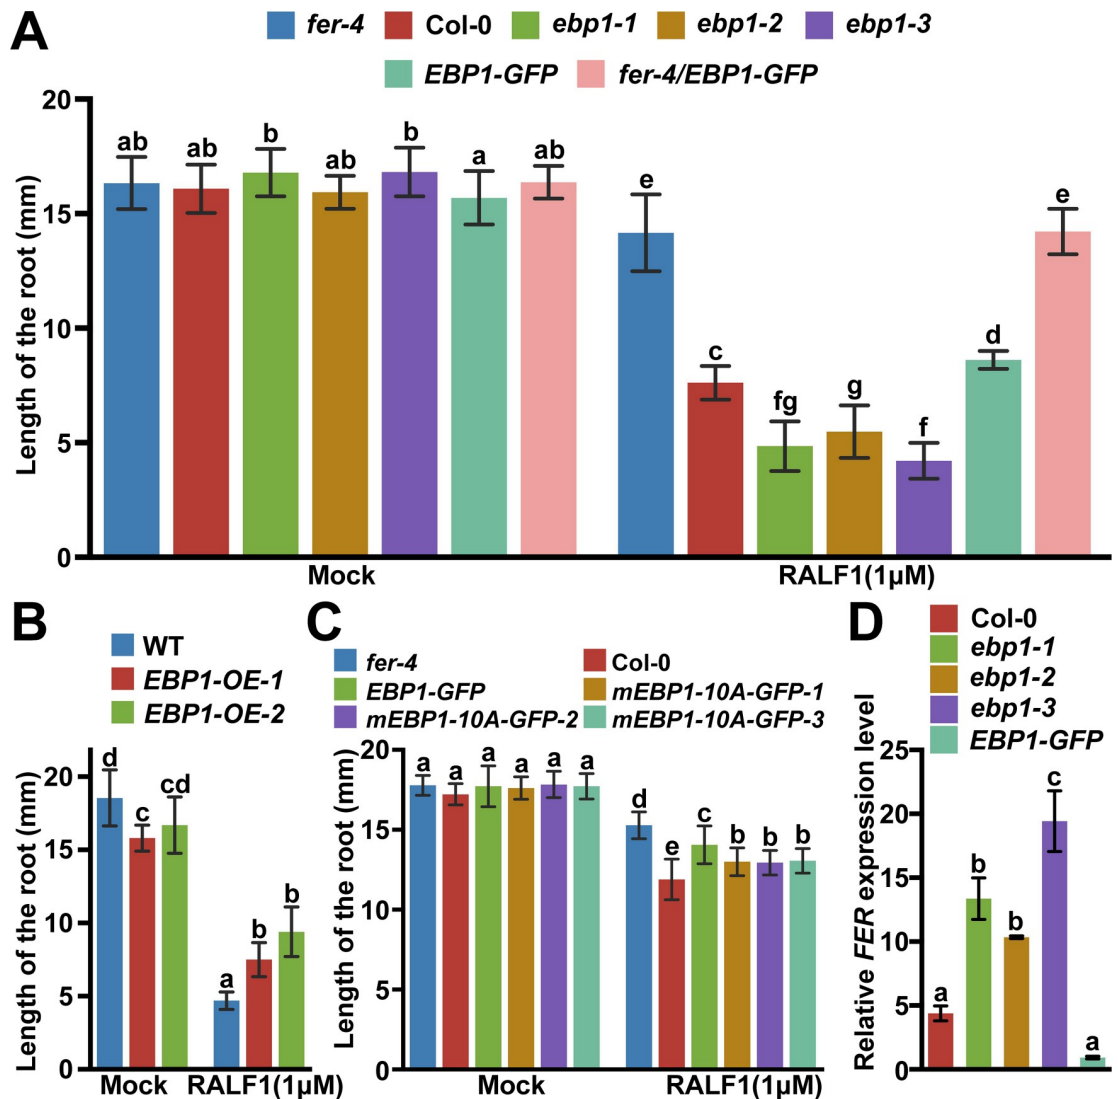 A
fer-4 Col-0 ebp1-1 ebp1-2 ebp1-3
EBP1-GFP fer-4/EBP1-GFP
Length of the root (mm)
20
15
10
5
0
ab ab b ab b a ab
e c fg g f d e
Mock RALF1(1μM)
B
WT
EBP1-OE-1
EBP1-OE-2
Length of the root (mm)
20
15
10
5
0
d c cd
a b b
Mock RALF1(1μM)
C
fer-4 Col-0
EBP1-GFP mEBP1-10A-GFP-1
mEBP1-10A-GFP-2 mEBP1-10A-GFP-3
Length of the root (mm)
20
15
10
5
0
a a a a a a
d e c b b b
Mock RALF1(1μM)
D
Col-0
ebp1-1
ebp1-2
ebp1-3
EBP1-GFP
Relative FER expression level
25
20
15
10
5
0
a b b c a